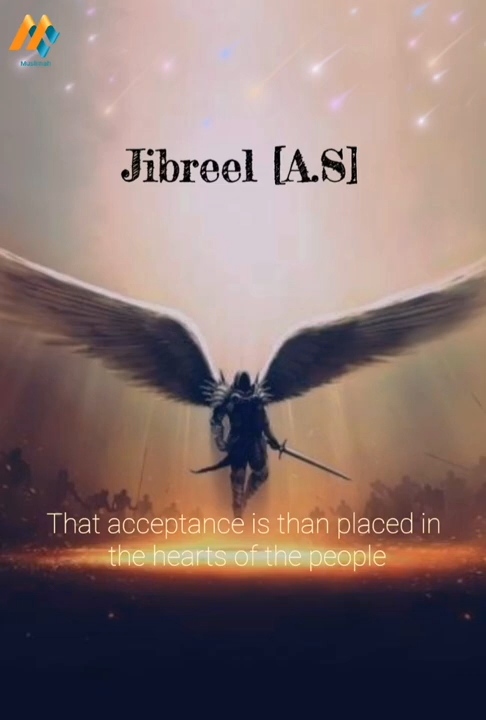 Jibreel [A.S]
That acceptance is than placed in
the hearts of the people